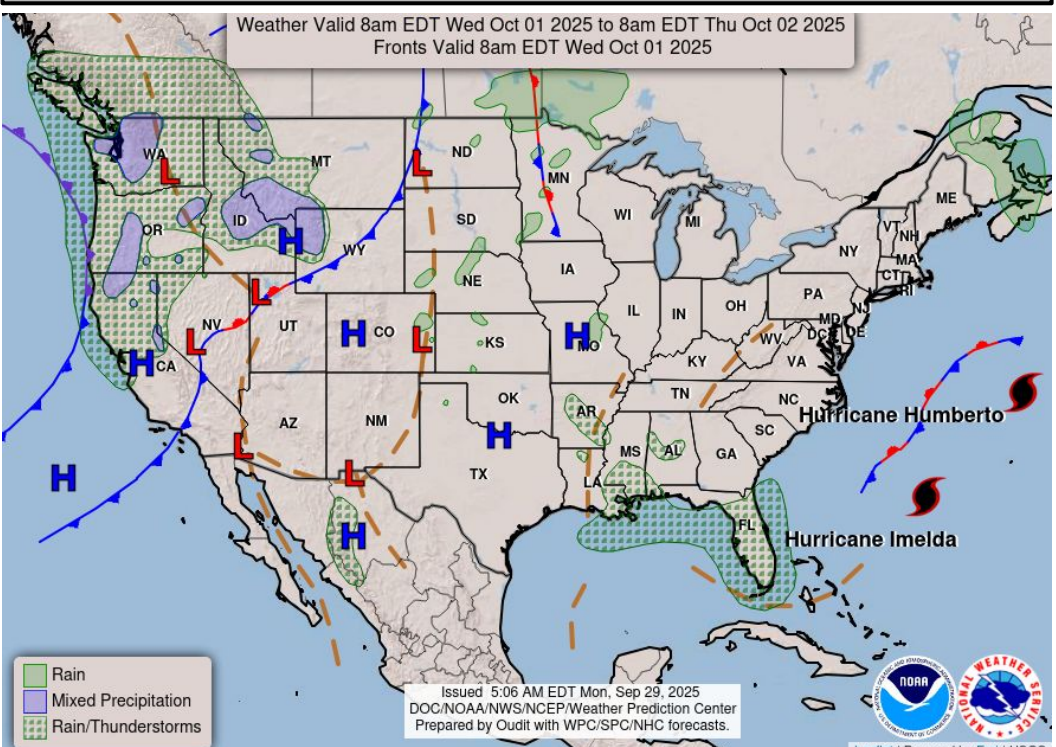 Weather Valid 8am EDT Wed Oct 01 2025 to 8am EDT Thu Oct 02 2025
Fronts Valid 8am EDT Wed Oct 01 2025
WA
L
MT
L
ND
MN
ME
OR
ID
H
WY
SD
WI
MI
VT
NH
NY
MA
CT
RI
L
NE
IA
PA
NJ
NV
L
UT
H
CO
L
KS
H
MO
IL
IN
OH
MD
DC
DE
WV
VA
H
CA
KY
AZ
NM
OK
AR
TN
NC
Hurricane Humberto
L
H
TX
MS
AL
GA
SC
H
L
LA
H
FL
Hurricane Imelda
Rain
Mixed Precipitation
Rain/Thunderstorms
Issued 5:06 AM EDT Mon, Sep 29, 2025
DOC/NOAA/NWS/NCEP/Weather Prediction Center
Prepared by Oudit with WPC/SPC/NHC forecasts.
NOAA
NATIONAL WEATHER SERVICE